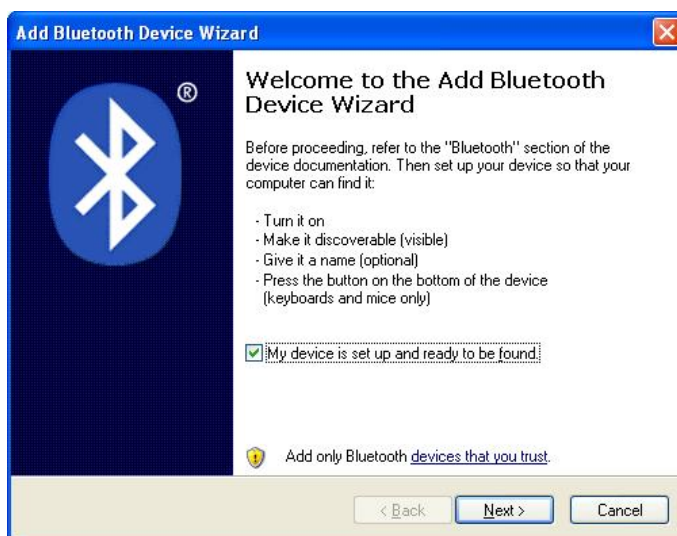 Add Bluetooth Device Wizard
®
Welcome to the Add Bluetooth
Device Wizard
Before proceeding, refer to the "Bluetooth" section of the
device documentation. Then set up your device so that your
computer can find it:
- Turn it on
- Make it discoverable (visible)
- Give it a name (optional)
- Press the button on the bottom of the device
(keyboards and mice only)
My device is set up and ready to be found.
Add only Bluetooth devices that you trust.
< Back Next > Cancel